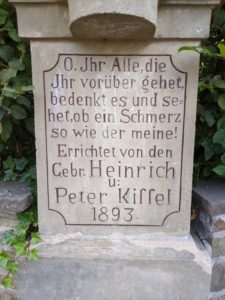 O. Jhr Alle, die
Jhr vorüber gehet,
bedenkt es und se-
het, ob ein Schmerz
so wie der meine!
Errichtet von den
Gebr. Heinrich
u:
Peter Kissel
1893